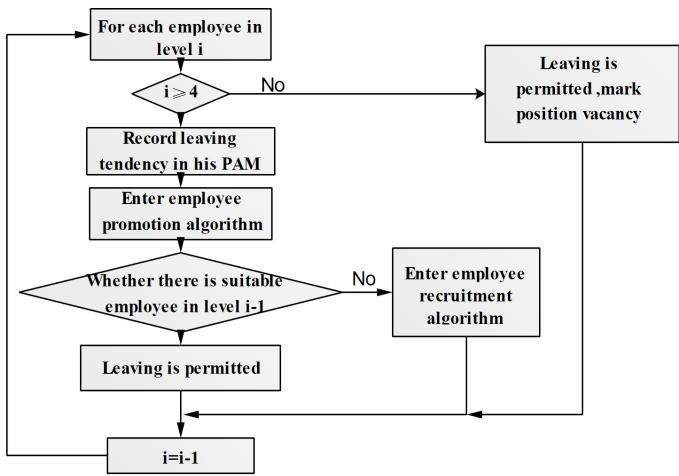 For each employee in
level i
i ⩾ 4
No
Leaving is
permitted ,mark
position vacancy
Record leaving
tendency in his PAM
Enter employee
promotion algorithm
Whether there is suitable
employee in level i-1
No
Enter employee
recruitment
algorithm
Leaving is permitted
i=i-1